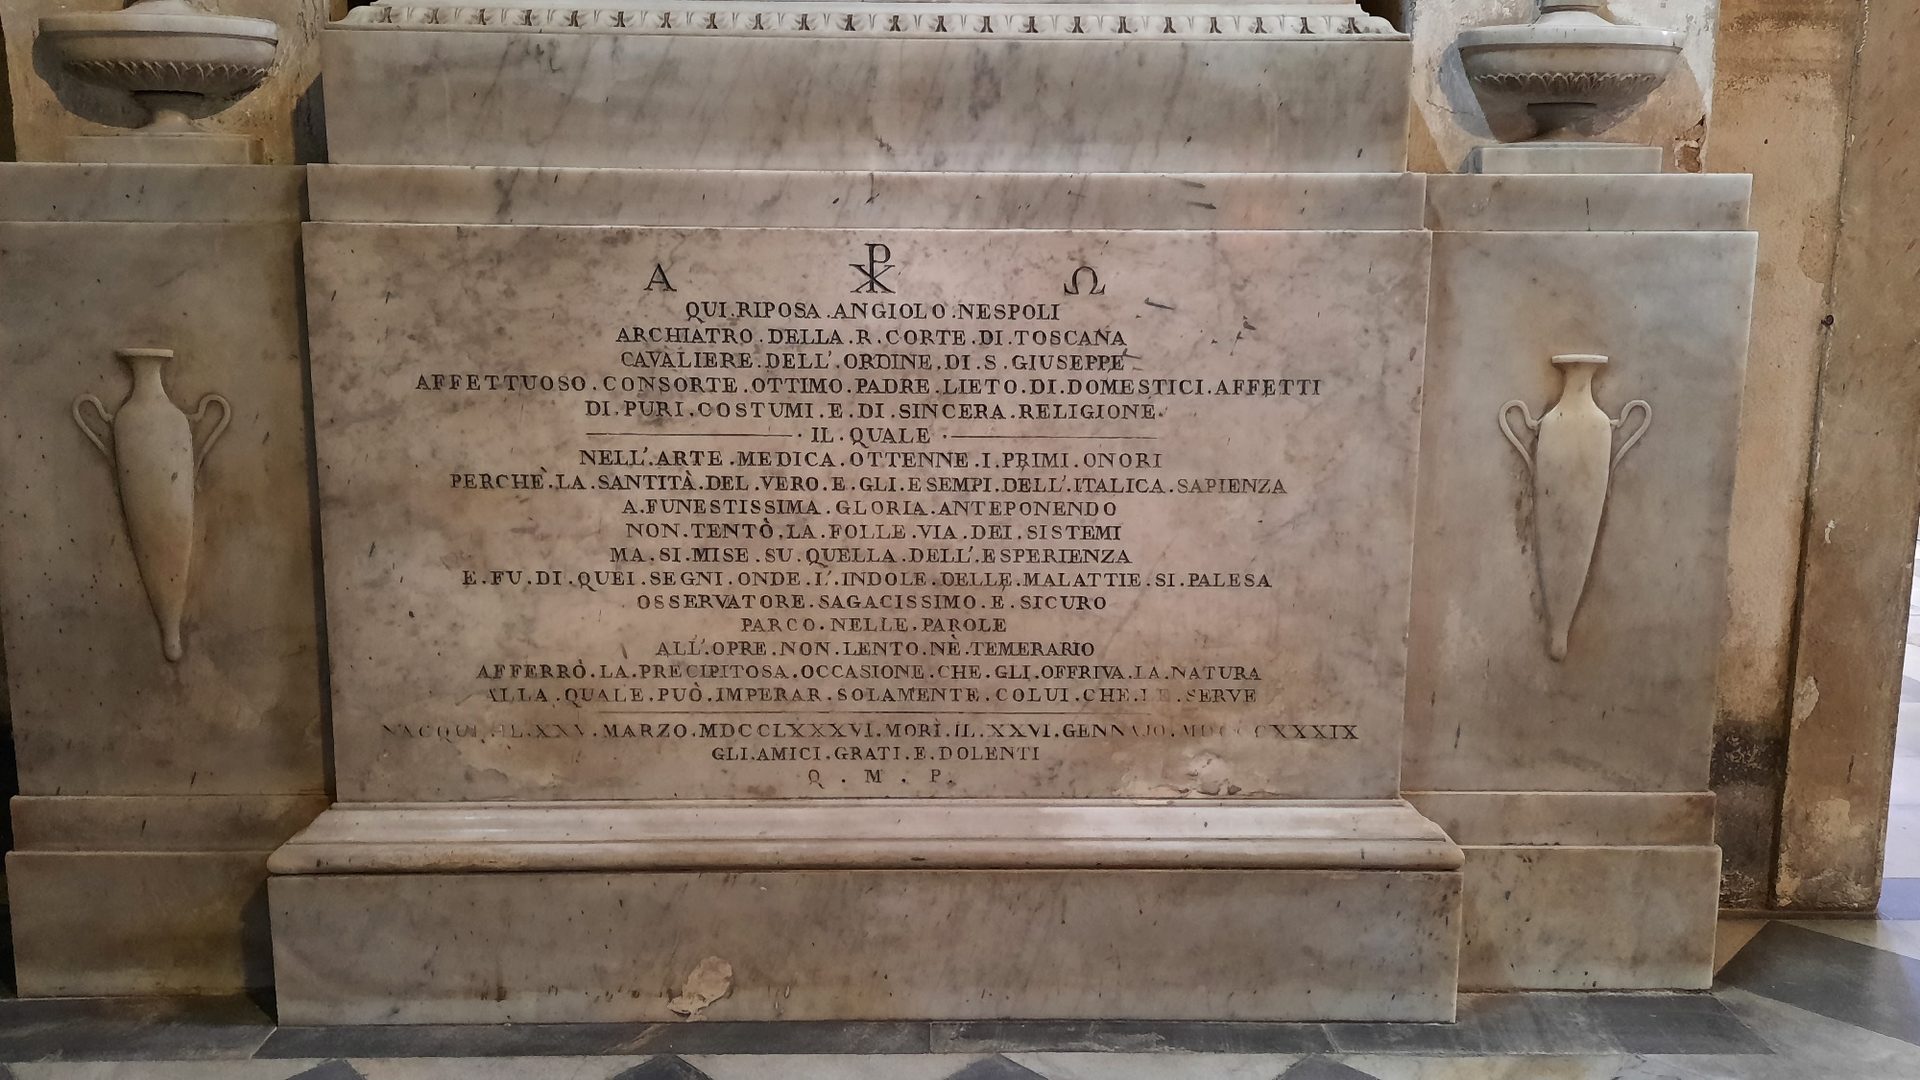 Α ☧ Ω
QUI.RIPOSA.ANGIOLO.NESPOLI
ARCHIATRO.DELLA.R.CORTE.DI.TOSCANA
CAVALIERE.DELL'.ORDINE.DI.S.GIUSEPPE
AFFETTUOSO.CONSORTE.OTTIMO.PADRE.LIETO.DI.DOMESTICI.AFFETTI
DI.PURI.COSTUMI.E.DI.SINCERA.RELIGIONE.
·IL.QUALE·
NELL'.ARTE.MEDICA.OTTENNE.I.PRIMI.ONORI
PERCHÈ.LA.SANTITÀ.DEL.VERO.E.GLI.ESEMPI.DELL'.ITALICA.SAPIENZA
A.FUNESTISSIMA.GLORIA.ANTEPONENDO
NON.TENTÒ.LA.FOLLE.VIA.DEI.SISTEMI
MA.SI.MISE.SU.QUELLA.DELL'.ESPERIENZA
E.FU.DI.QUEI.SEGNI.ONDE.L'.INDOLE.DELLE.MALATTIE.SI.PALESA
OSSERVATORE.SAGACISSIMO.E.SICURO
PARCO.NELLE.PAROLE
ALL'.OPRE.NON.LENTO.NÈ.TEMERARIO
AFFERRÒ.LA.PRECIPITOSA.OCCASIONE.CHE.GLI.OFFRIVA.LA.NATURA
ALLA.QUALE.PUÒ.IMPERAR.SOLAMENTE.COLUI.CHE.LE.SERVE
NACQUE.IL.XXV.MARZO.MDCCLXXXVI.MORÌ.IL.XXVI.GENNAJO.MDCCCXXXIX
GLI.AMICI.GRATI.E.DOLENTI
Q.M.P.